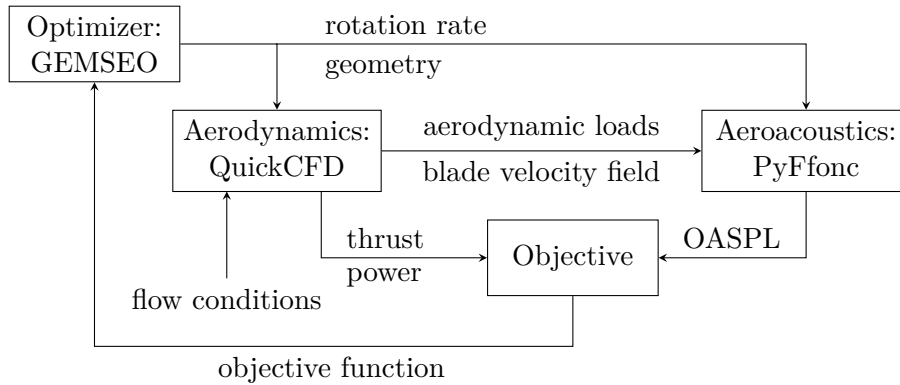 Optimizer:
GEMSEO
rotation rate
geometry
Aerodynamics:
QuickCFD
aerodynamic loads
blade velocity field
Aeroacoustics:
PyFfonc
thrust
power
Objective
OASPL
flow conditions
objective function